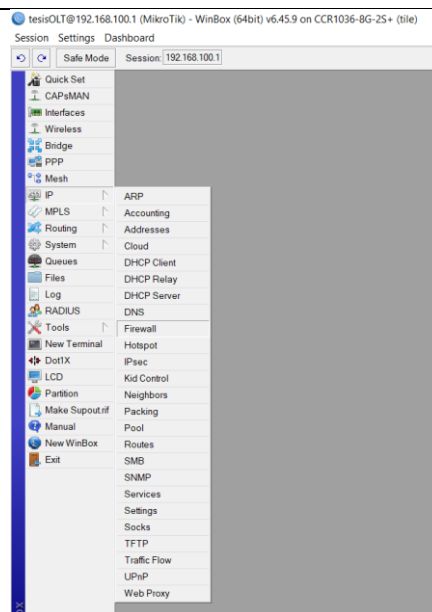 tesisOLT@192.168.100.1 (MikroTik) - WinBox (64bit) v6.45.9 on CCR1036-8G-2S+ (tile)
Session Settings Dashboard
Safe Mode Session: 192.168.100.1
Quick Set
CAPsMAN
Interfaces
Wireless
Bridge
PPP
Mesh
IP
MPLS
Routing
System
Queues
Files
Log
RADIUS
Tools
New Terminal
Dot1X
LCD
Partition
Make Supout.rif
Manual
New WinBox
Exit
ARP
Accounting
Addresses
Cloud
DHCP Client
DHCP Relay
DHCP Server
DNS
Firewall
Hotspot
IPsec
Kid Control
Neighbors
Packing
Pool
Routes
SMB
SNMP
Services
Settings
Socks
TFTP
Traffic Flow
UPnP
Web Proxy